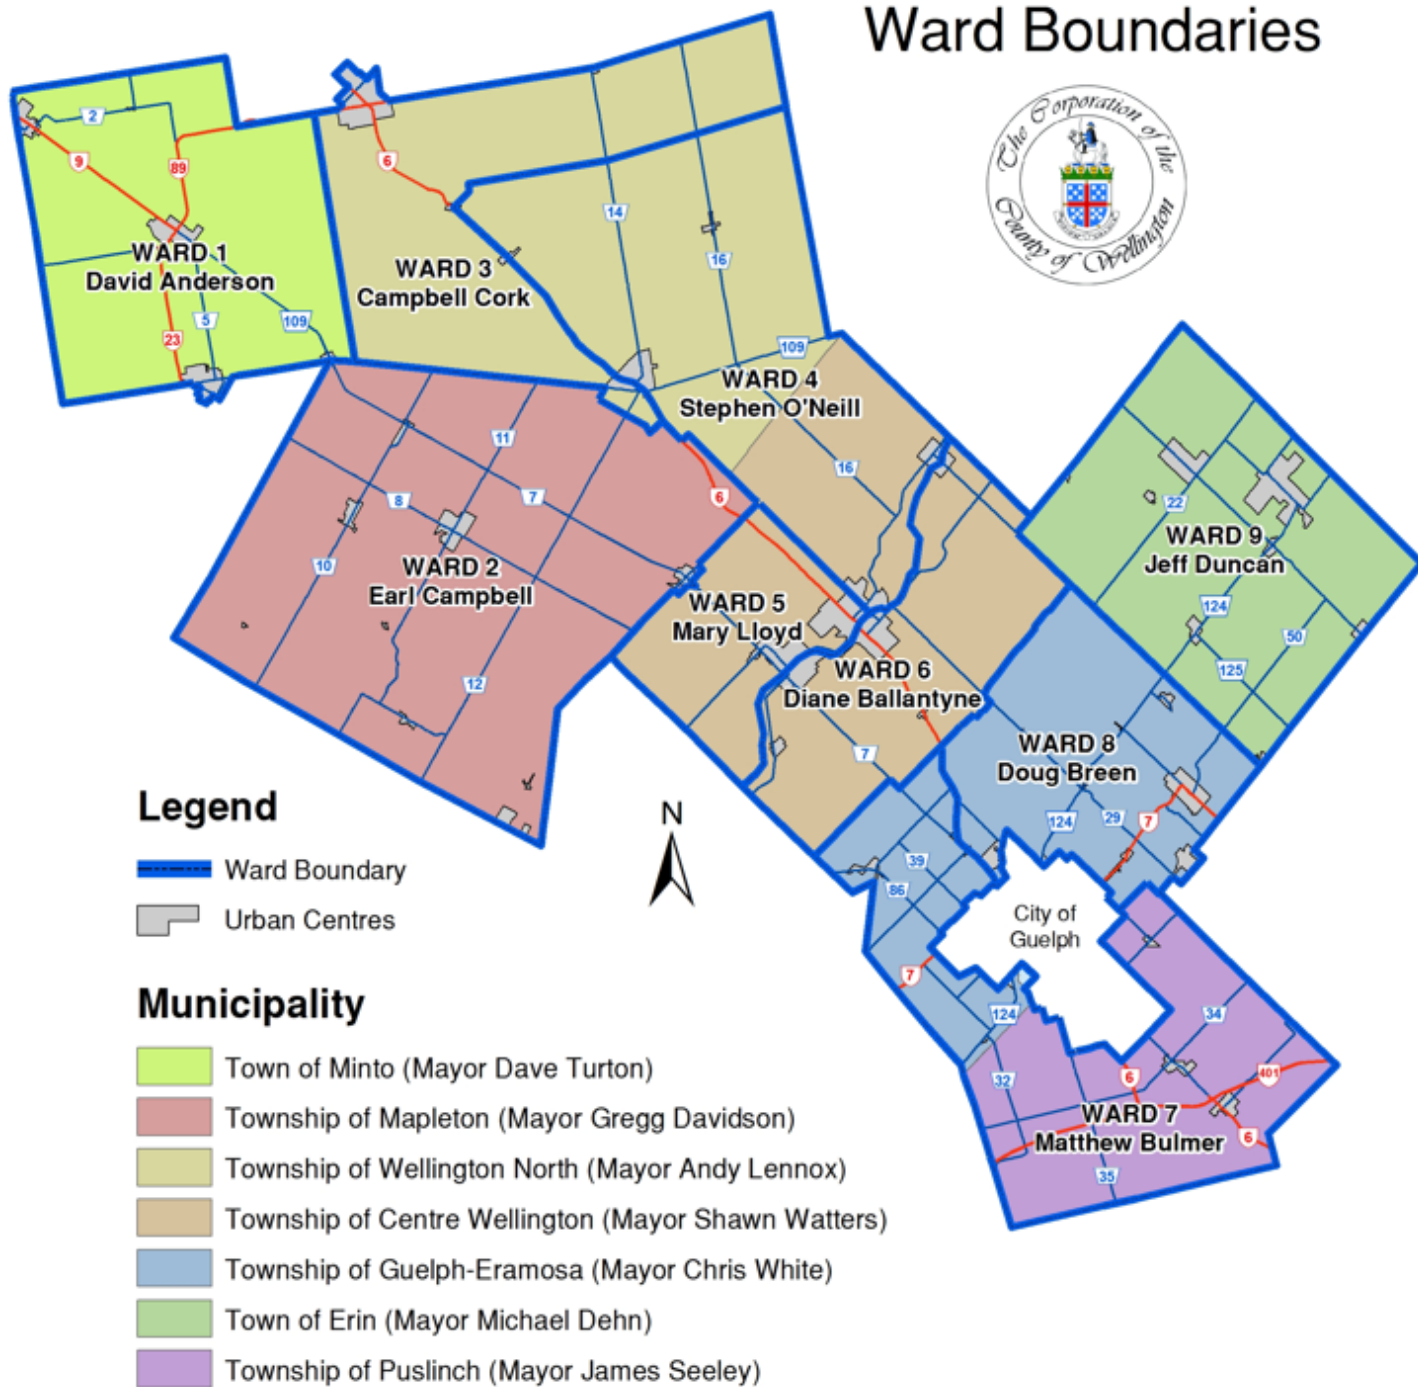 Ward Boundaries
The Corporation of the
County of Wellington
2
9
89
6
14
16
WARD 1
David Anderson
5
109
23
WARD 3
Campbell Cork
109
WARD 4
Stephen O'Neill
11
16
8
7
6
22
10
WARD 2
Earl Campbell
WARD 9
Jeff Duncan
WARD 5
Mary Lloyd
124
50
12
WARD 6
Diane Ballantyne
125
7
WARD 8
Doug Breen
124
29
7
39
86
City of
Guelph
7
124
34
32
6
401
WARD 7
Matthew Bulmer
6
35
N
Legend
Ward Boundary
Urban Centres
Municipality
Town of Minto (Mayor Dave Turton)
Township of Mapleton (Mayor Gregg Davidson)
Township of Wellington North (Mayor Andy Lennox)
Township of Centre Wellington (Mayor Shawn Watters)
Township of Guelph-Eramosa (Mayor Chris White)
Town of Erin (Mayor Michael Dehn)
Township of Puslinch (Mayor James Seeley)